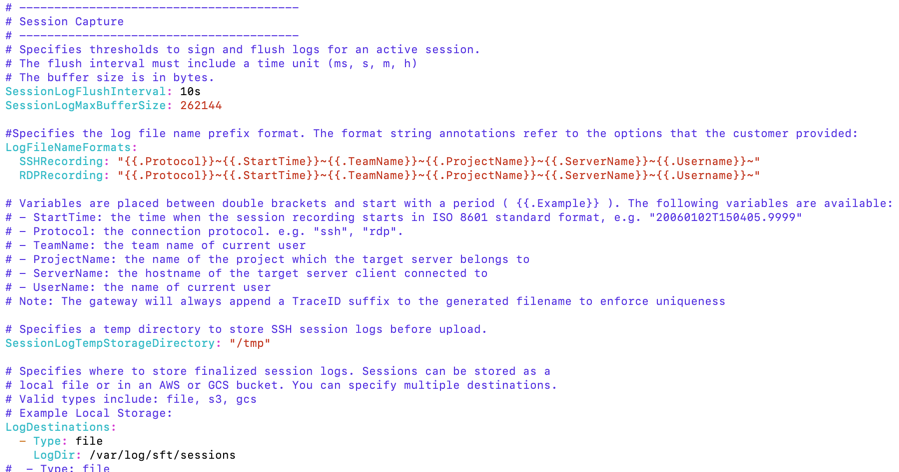 # ----------------------------------------
# Session Capture
# ----------------------------------------
# Specifies thresholds to sign and flush logs for an active session.
# The flush interval must include a time unit (ms, s, m, h)
# The buffer size is in bytes.
SessionLogFlushInterval: 10s
SessionLogMaxBufferSize: 262144

#Specifies the log file name prefix format. The format string annotations refer to the options that the customer provided:
LogFileNameFormats:
  SSHRecording: "{{.Protocol}}~{{.StartTime}}~{{.TeamName}}~{{.ProjectName}}~{{.ServerName}}~{{.Username}}~"
  RDPRecording: "{{.Protocol}}~{{.StartTime}}~{{.TeamName}}~{{.ProjectName}}~{{.ServerName}}~{{.Username}}~"

# Variables are placed between double brackets and start with a period ( {{.Example}} ). The following variables are available:
# - StartTime: the time when the session recording starts in ISO 8601 standard format, e.g. "20060102T150405.9999"
# - Protocol: the connection protocol. e.g. "ssh", "rdp".
# - TeamName: the team name of current user
# - ProjectName: the name of the project which the target server belongs to
# - ServerName: the hostname of the target server client connected to
# - UserName: the name of current user
# Note: The gateway will always append a TraceID suffix to the generated filename to enforce uniqueness

# Specifies a temp directory to store SSH session logs before upload.
SessionLogTempStorageDirectory: "/tmp"

# Specifies where to store finalized session logs. Sessions can be stored as a
# local file or in an AWS or GCS bucket. You can specify multiple destinations.
# Valid types include: file, s3, gcs
# Example Local Storage:
LogDestinations:
  - Type: file
    LogDir: /var/log/sft/sessions
#  - Type: file